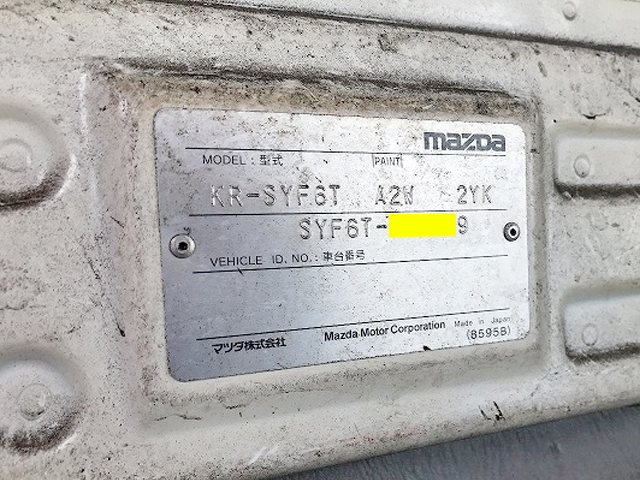 mazda
MODEL : 型式 PAINT
KR-SYF6T A2W 2YK
SYF6T- 9
VEHICLE ID. NO. : 車台番号
マツダ株式会社 Mazda Motor Corporation Made in Japan
(8595B)